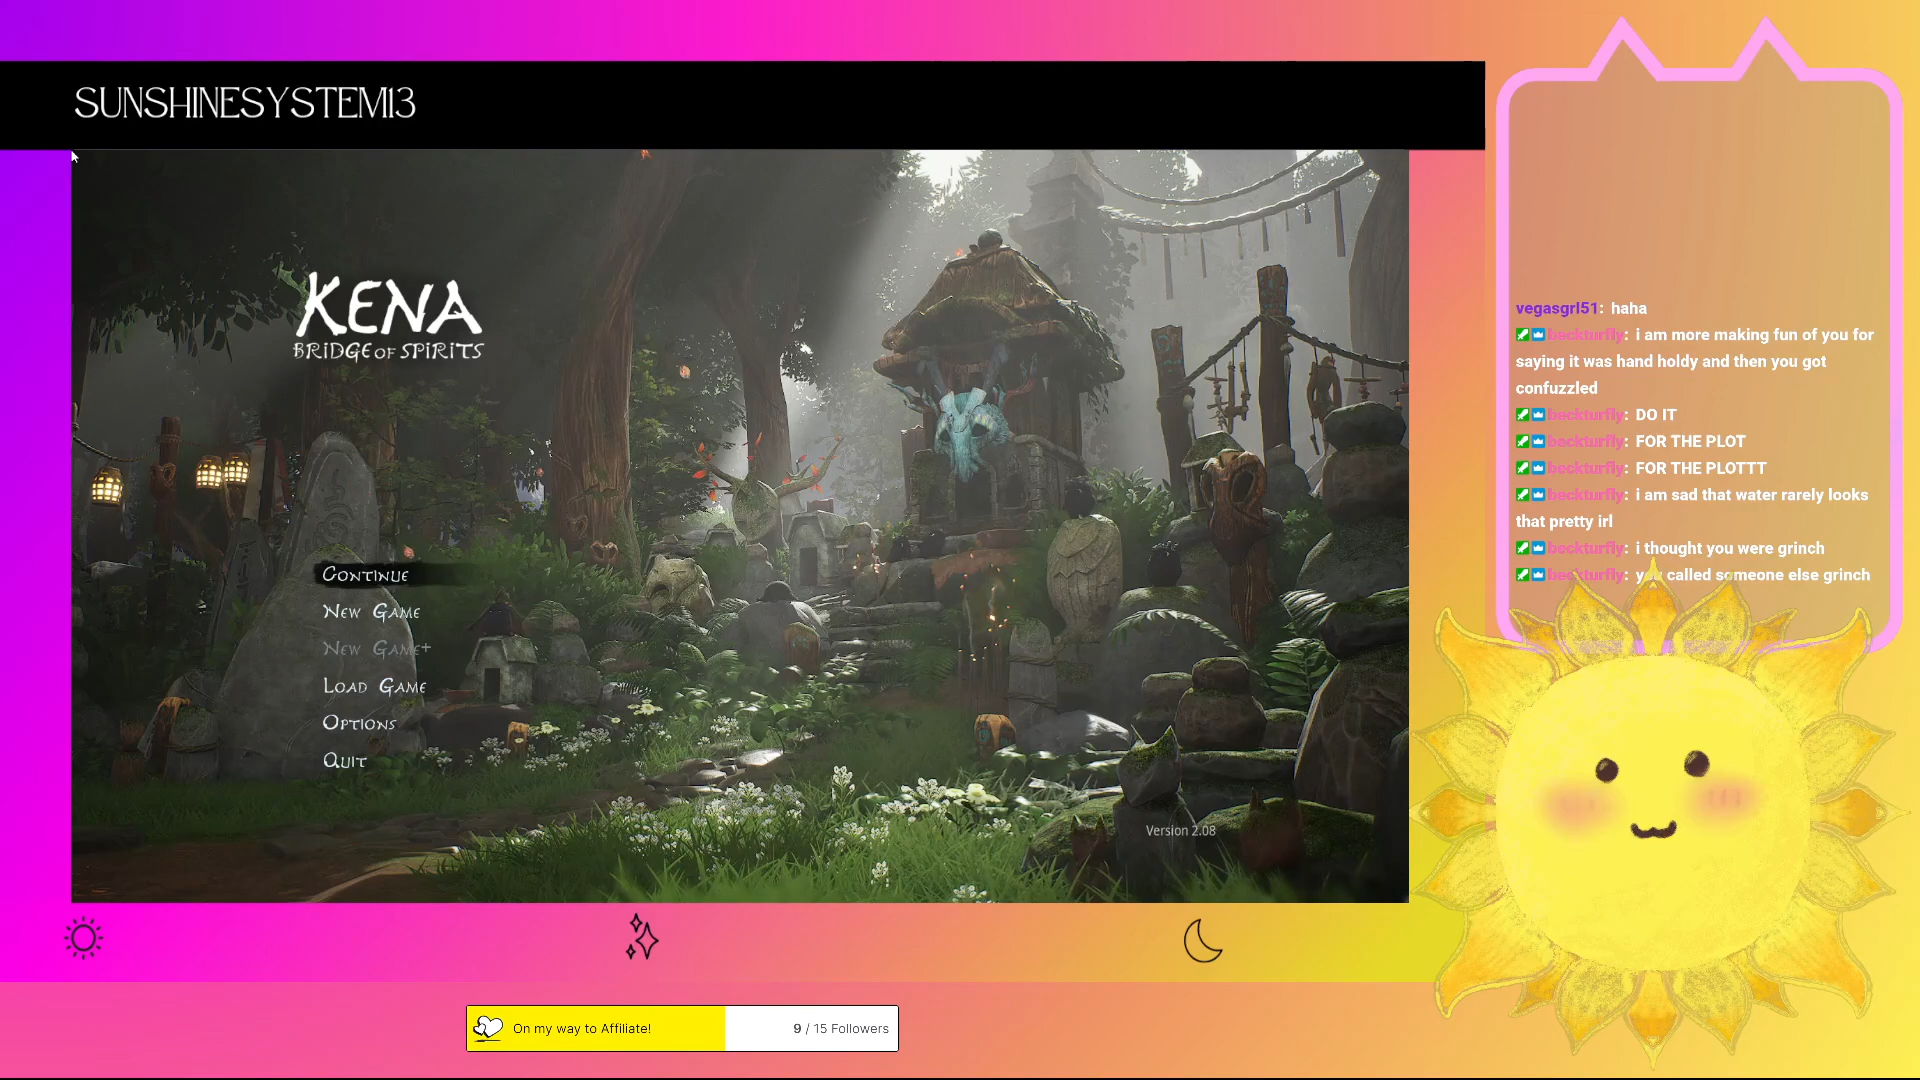 SUNSHINESYSTEM13
KENA
BRIDGE OF SPIRITS
CONTINUE
NEW GAME
NEW GAME+
LOAD GAME
OPTIONS
QUIT
Version 2.08
vegasgrl51: haha
beckturfly: i am more making fun of you for
saying it was hand holdy and then you got
confuzzled
beckturfly: DO IT
beckturfly: FOR THE PLOT
beckturfly: FOR THE PLOTTT
beckturfly: i am sad that water rarely looks
that pretty irl
beckturfly: i thought you were grinch
beckturfly: you called someone else grinch
On my way to Affiliate!
9 / 15 Followers